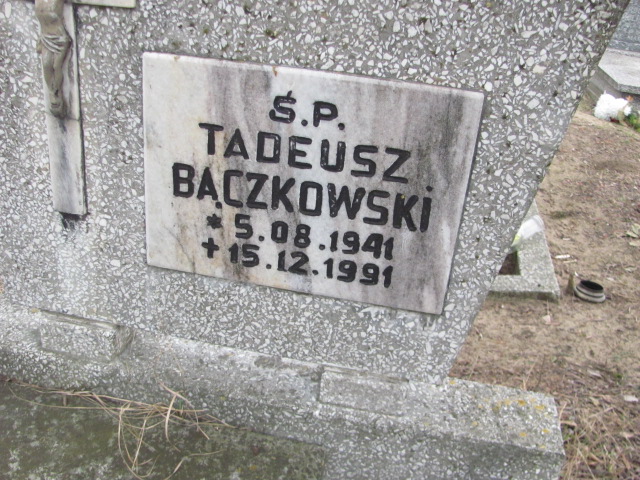 Ś.P.
TADEUSZ
BĄCZKOWSKI
* 5.08.1941
+ 15.12.1991